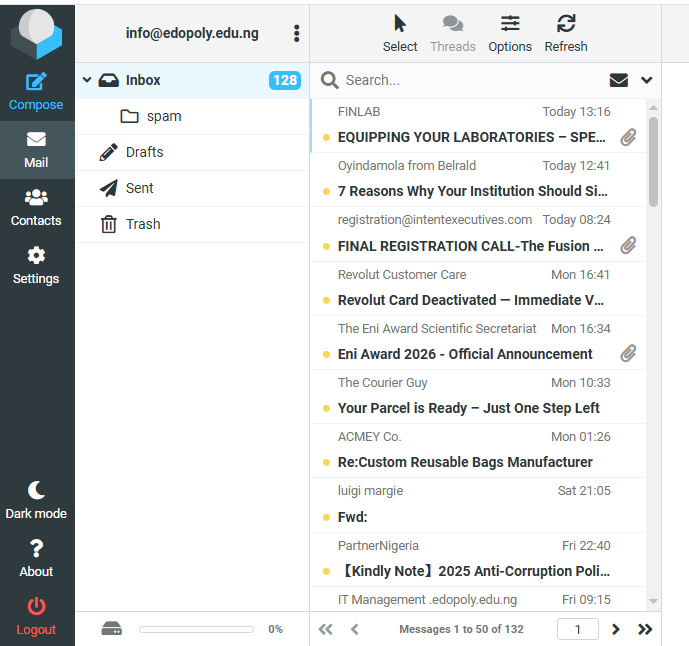 info@edopoly.edu.ng
Compose
Mail
Contacts
Settings
Dark mode
About
Logout
Inbox 128
spam
Drafts
Sent
Trash
0%
Select Threads Options Refresh
Search...
FINLAB Today 13:16
EQUIPPING YOUR LABORATORIES – SPE...
Oyindamola from Belrald Today 12:41
7 Reasons Why Your Institution Should Si...
registration@intentexecutives.com Today 08:24
FINAL REGISTRATION CALL-The Fusion ...
Revolut Customer Care Mon 16:41
Revolut Card Deactivated — Immediate V...
The Eni Award Scientific Secretariat Mon 16:34
Eni Award 2026 - Official Announcement
The Courier Guy Mon 10:33
Your Parcel is Ready – Just One Step Left
ACMEY Co. Mon 01:26
Re:Custom Reusable Bags Manufacturer
luigi margie Sat 21:05
Fwd:
PartnerNigeria Fri 22:40
【Kindly Note】2025 Anti-Corruption Poli...
IT Management .edopoly.edu.ng Fri 09:15
Messages 1 to 50 of 132 1